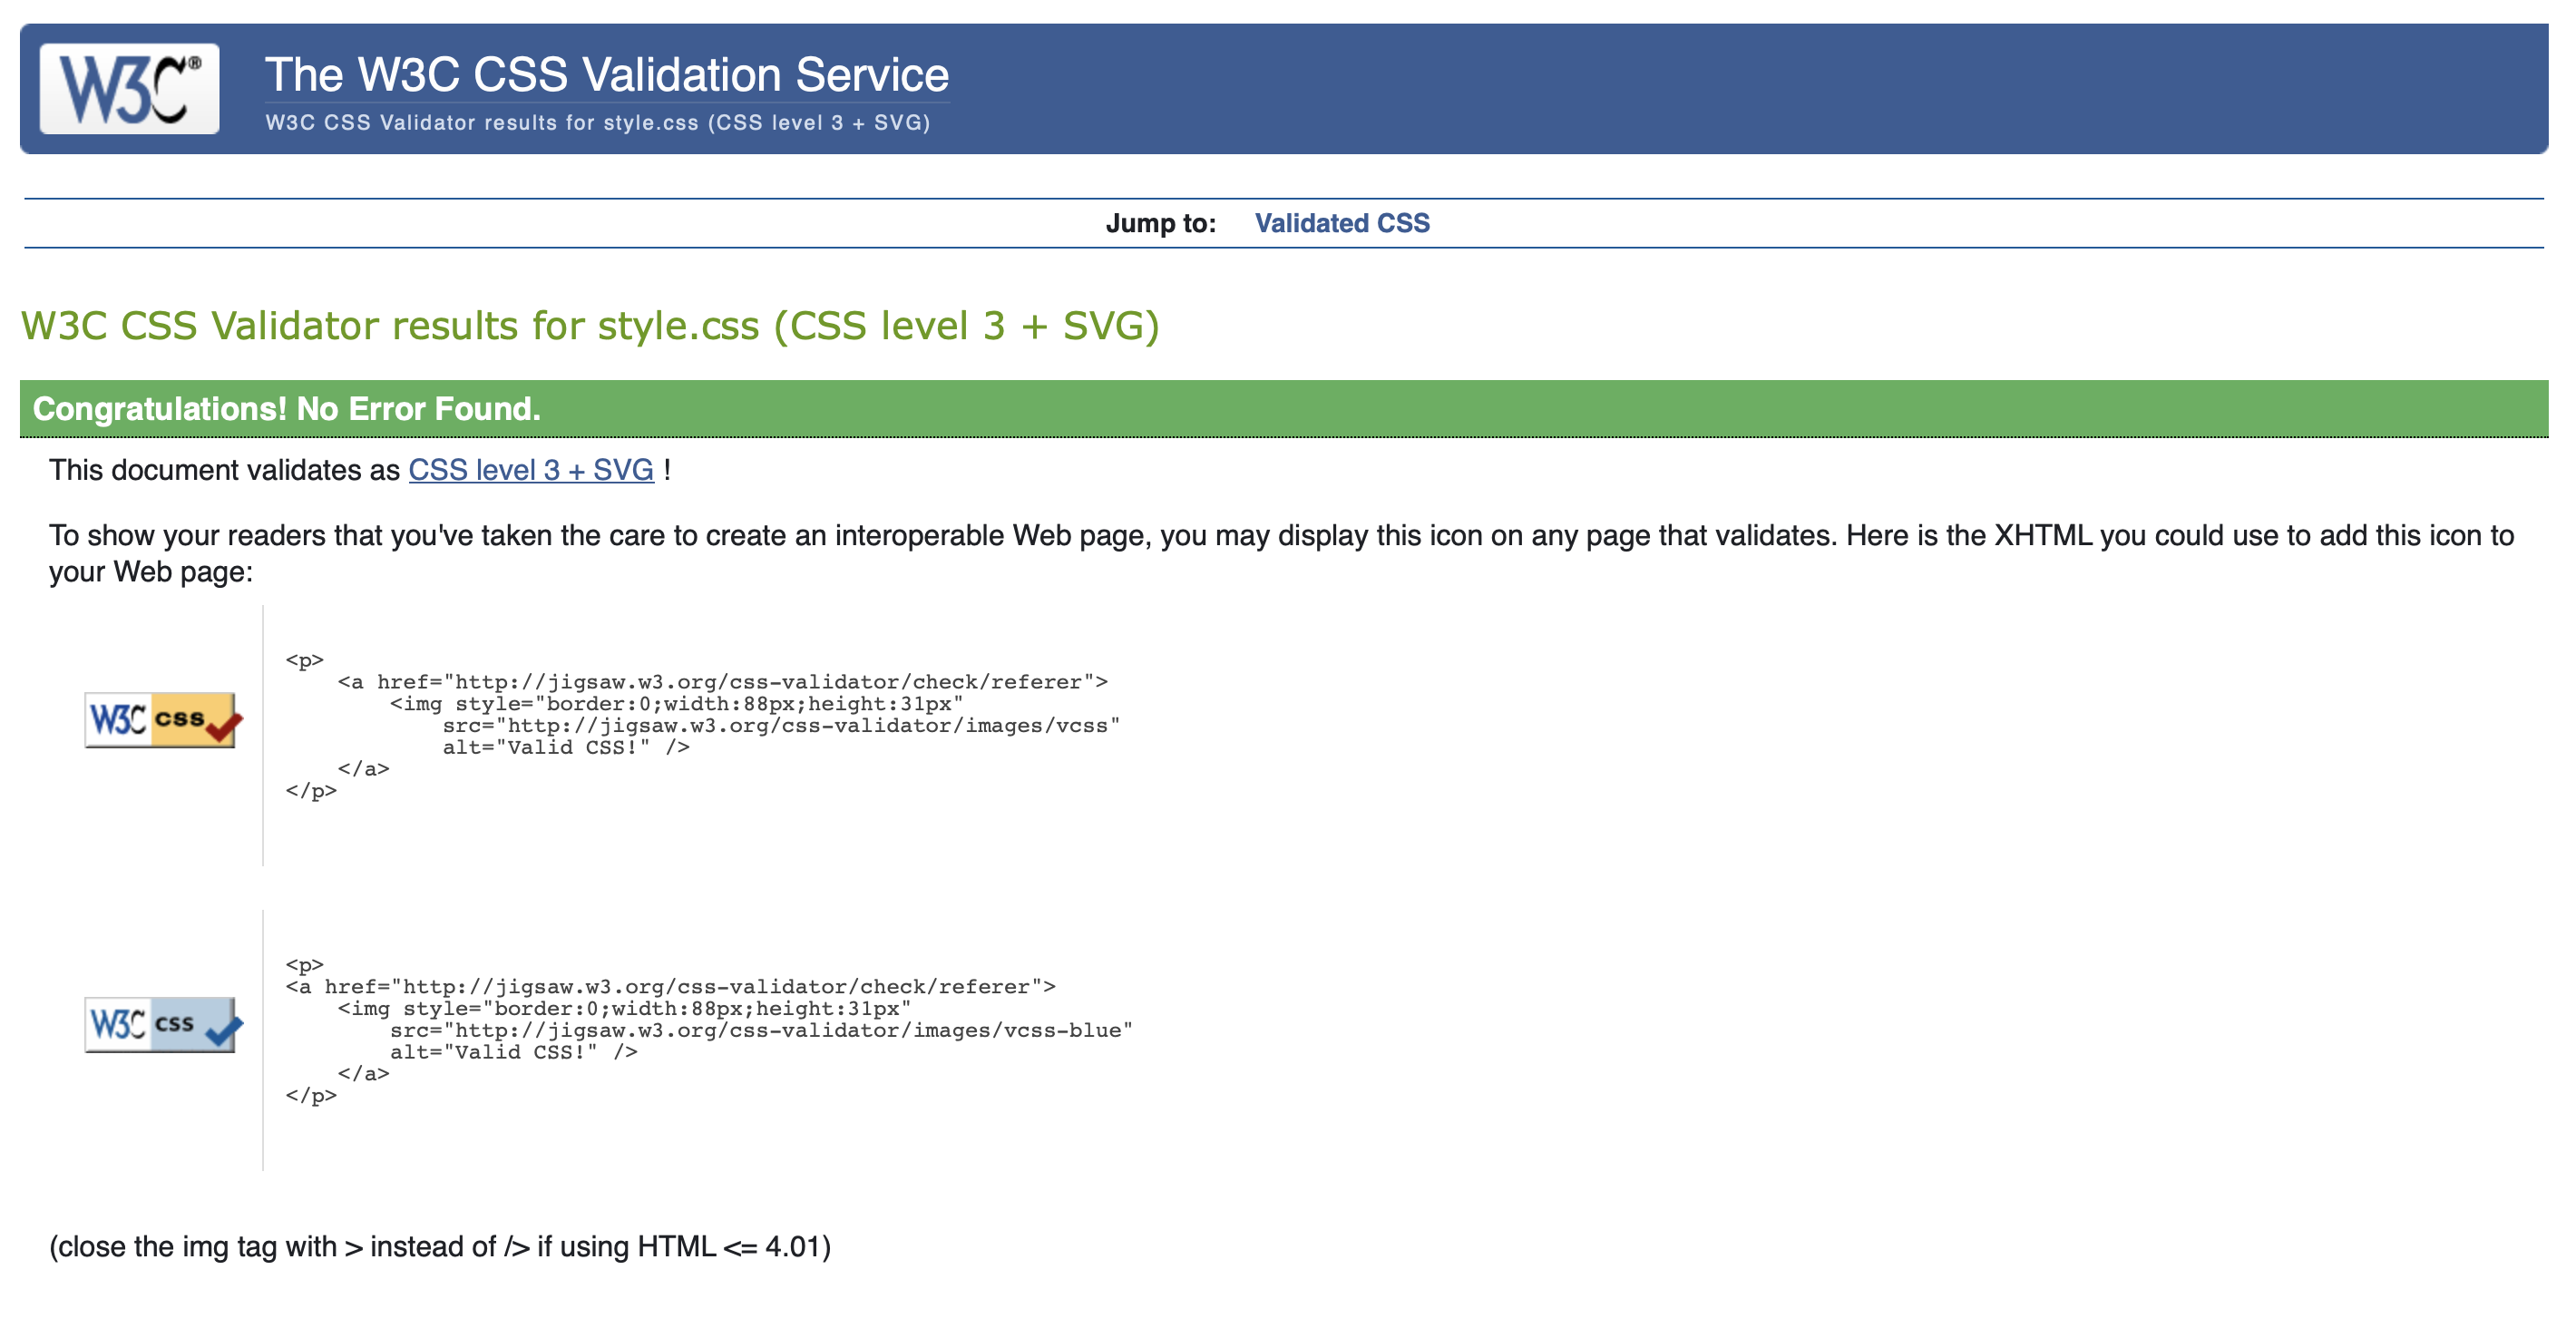 W3C®
The W3C CSS Validation Service
W3C CSS Validator results for style.css (CSS level 3 + SVG)
Jump to: Validated CSS
W3C CSS Validator results for style.css (CSS level 3 + SVG)
Congratulations! No Error Found.
This document validates as CSS level 3 + SVG !
To show your readers that you've taken the care to create an interoperable Web page, you may display this icon on any page that validates. Here is the XHTML you could use to add this icon to
your Web page:
W3C css
<p>
    <a href="http://jigsaw.w3.org/css-validator/check/referer">
        <img style="border:0;width:88px;height:31px"
            src="http://jigsaw.w3.org/css-validator/images/vcss"
            alt="Valid CSS!" />
    </a>
</p>
W3C css
<p>
<a href="http://jigsaw.w3.org/css-validator/check/referer">
    <img style="border:0;width:88px;height:31px"
        src="http://jigsaw.w3.org/css-validator/images/vcss-blue"
        alt="Valid CSS!" />
    </a>
</p>
(close the img tag with > instead of /> if using HTML <= 4.01)